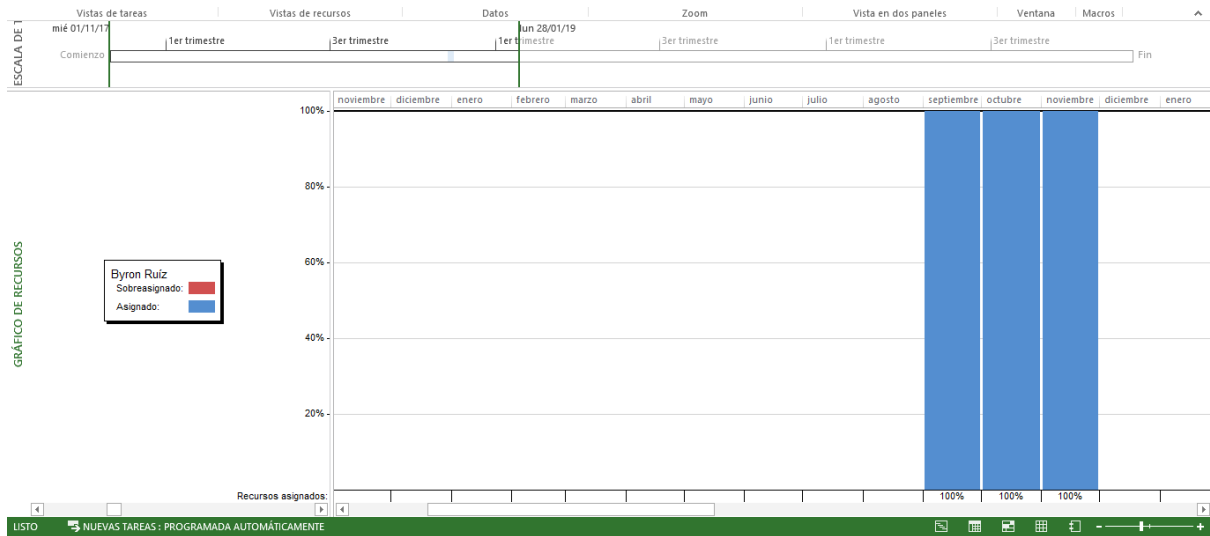 Vistas de tareas Vistas de recursos Datos Zoom Vista en dos paneles Ventana Macros
ESCALA DE T
mié 01/11/17 lun 28/01/19
1er trimestre 3er trimestre 1er trimestre 3er trimestre 1er trimestre 3er trimestre
Comienzo Fin
noviembre diciembre enero febrero marzo abril mayo junio julio agosto septiembre octubre noviembre diciembre enero
100%
80%
60%
40%
20%
GRÁFICO DE RECURSOS
Byron Ruíz
Sobreasignado:
Asignado:
Recursos asignados: 100% 100% 100%
LISTO NUEVAS TAREAS : PROGRAMADA AUTOMÁTICAMENTE